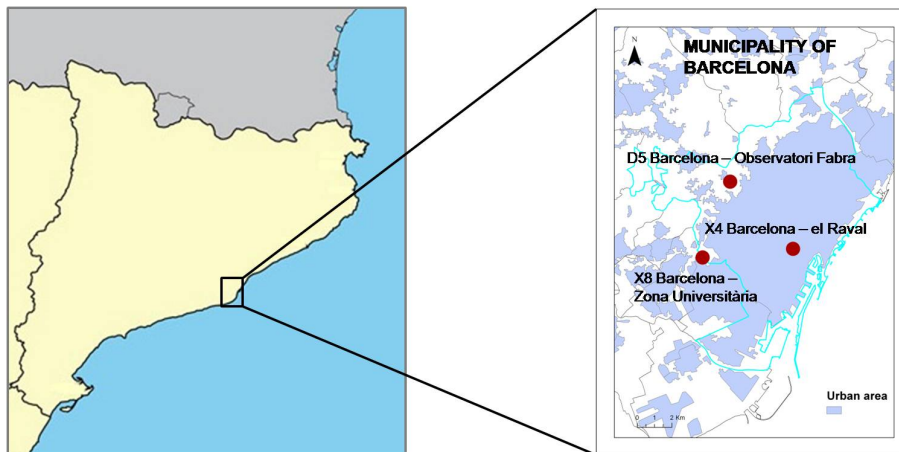 N
MUNICIPALITY OF
BARCELONA
D5 Barcelona – Observatori Fabra
X4 Barcelona – el Raval
X8 Barcelona –
Zona Universitària
Urban area
0 1 2 Km